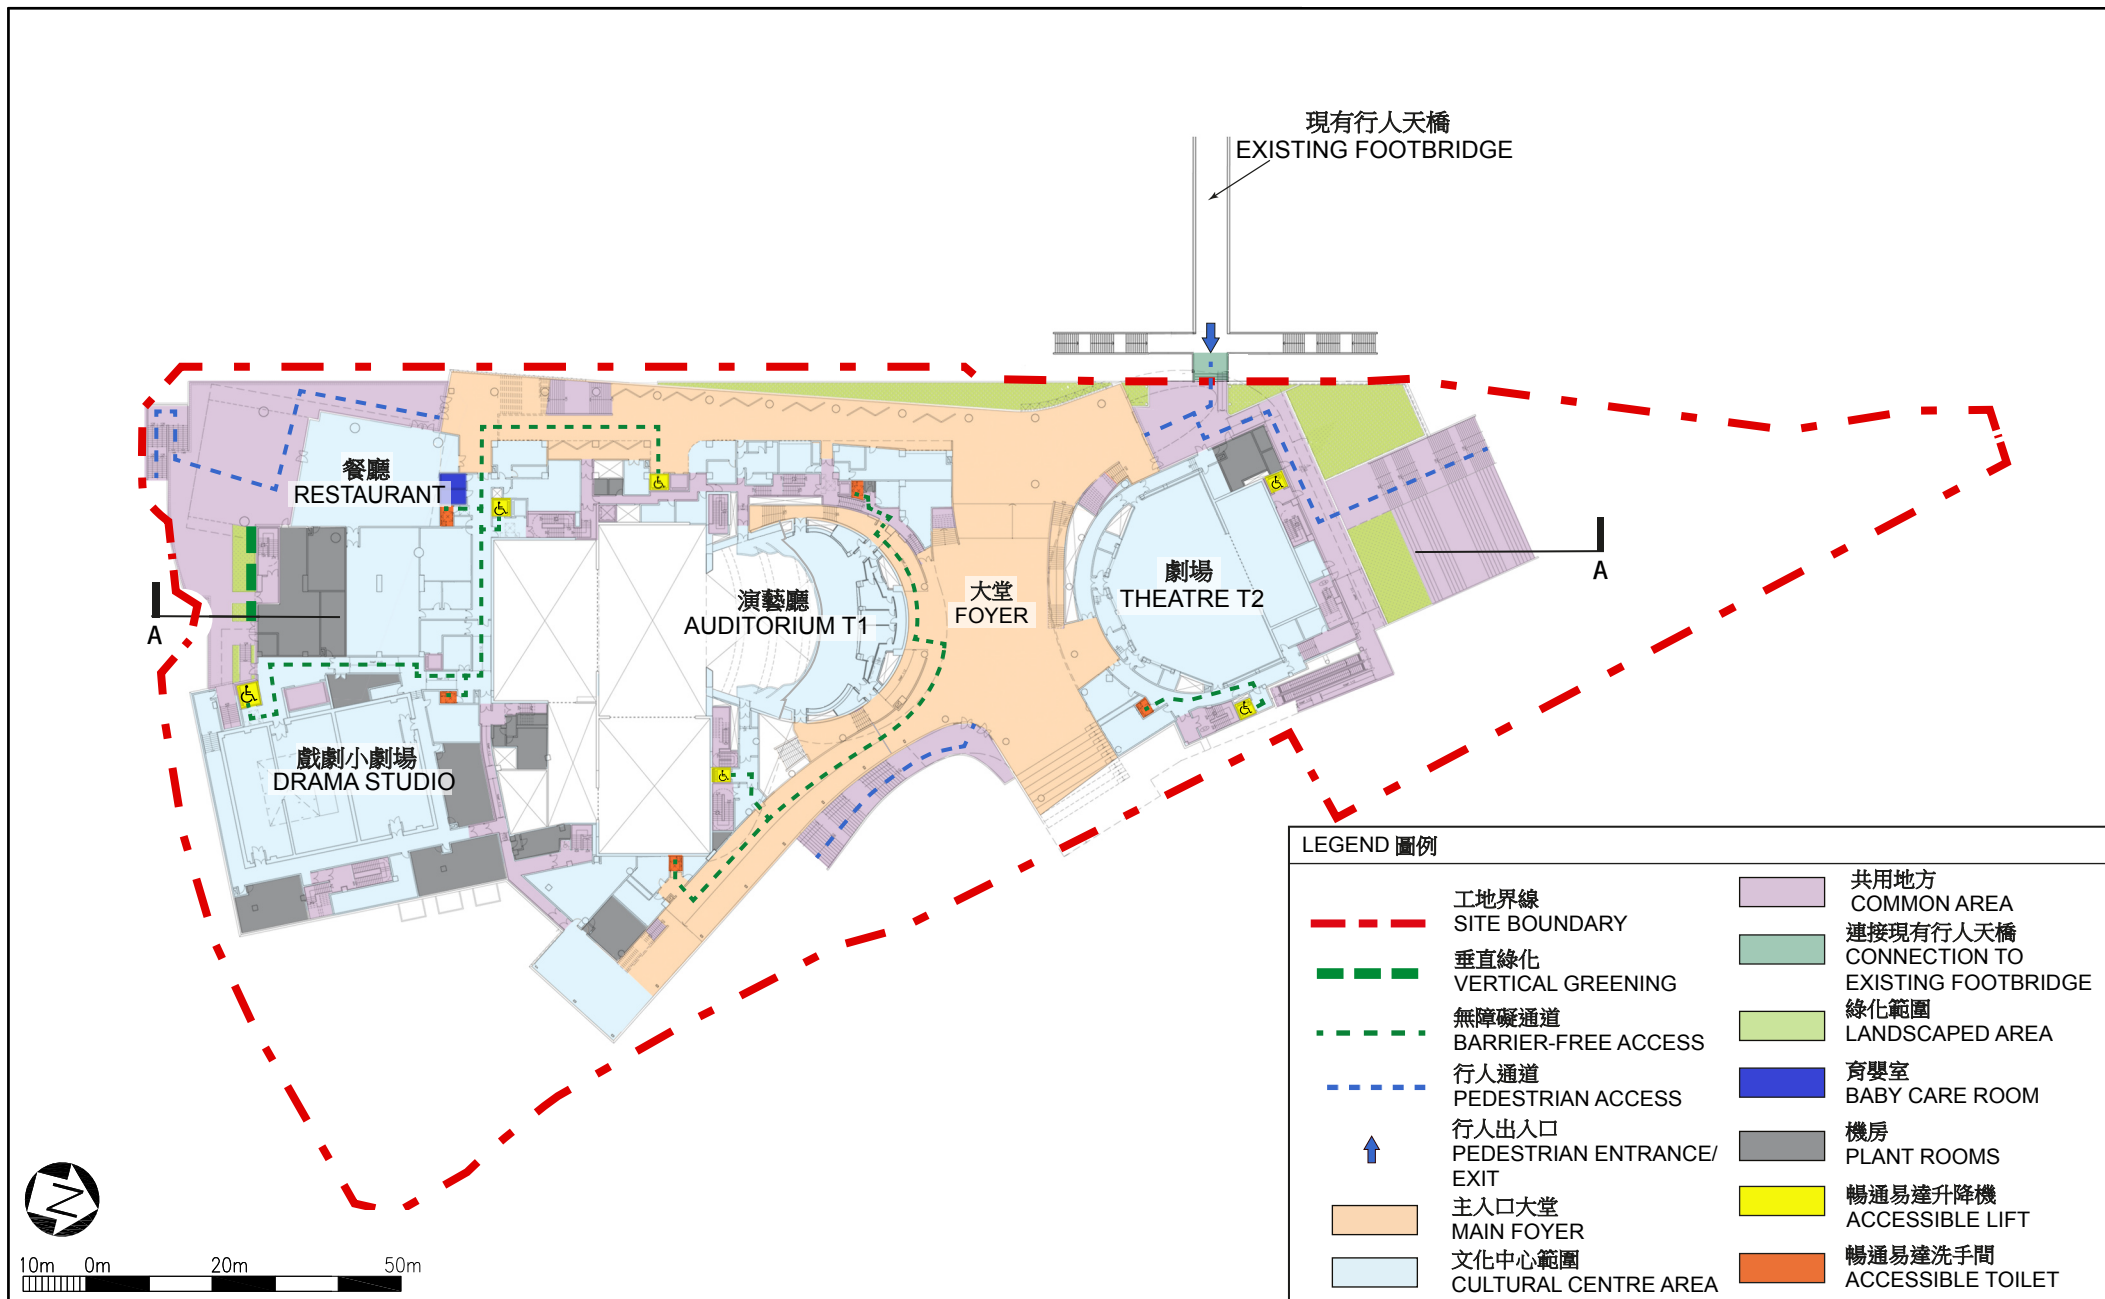 現有行人天橋
EXISTING FOOTBRIDGE
餐廳
RESTAURANT
演藝廳
AUDITORIUM T1
大堂
FOYER
劇場
THEATRE T2
A
A
戲劇小劇場
DRAMA STUDIO
LEGEND 圖例
工地界線
SITE BOUNDARY
垂直綠化
VERTICAL GREENING
無障礙通道
BARRIER-FREE ACCESS
行人通道
PEDESTRIAN ACCESS
行人出入口
PEDESTRIAN ENTRANCE/
EXIT
主入口大堂
MAIN FOYER
文化中心範圍
CULTURAL CENTRE AREA
共用地方
COMMON AREA
連接現有行人天橋
CONNECTION TO
EXISTING FOOTBRIDGE
綠化範圍
LANDSCAPED AREA
育嬰室
BABY CARE ROOM
機房
PLANT ROOMS
暢通易達升降機
ACCESSIBLE LIFT
暢通易達洗手間
ACCESSIBLE TOILET
N
10m 0m 20m 50m